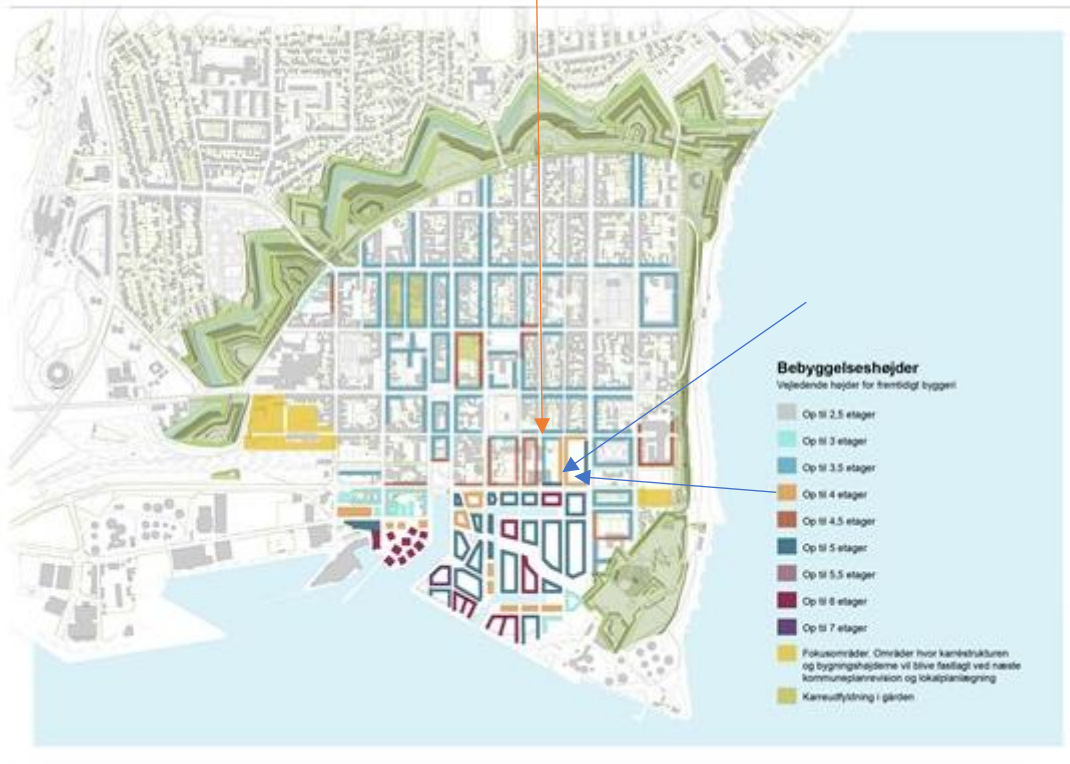 Bebyggelseshøjder
Vejledende højder for fremtidigt byggeri
Op til 2,5 etager
Op til 3 etager
Op til 3,5 etager
Op til 4 etager
Op til 4,5 etager
Op til 5 etager
Op til 5,5 etager
Op til 6 etager
Op til 7 etager
Fokusområder. Områder hvor karréstrukturen
og bygningshøjderne vil blive fastlagt ved næste
kommuneplanrevision og lokalplanlægning
Karreudfyldning i gården